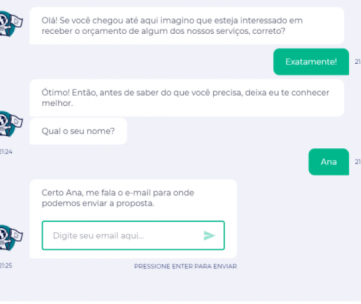 Olá! Se você chegou até aqui imagino que esteja interessado em
receber o orçamento de algum dos nossos serviços, correto?
Exatamente!
21
Ótimo! Então, antes de saber do que você precisa, deixa eu te conhecer
melhor.
Qual o seu nome?
21:24
Ana
21
Certo Ana, me fala o e-mail para onde
podemos enviar a proposta.
Digite seu email aqui...
21:25
PRESSIONE ENTER PARA ENVIAR